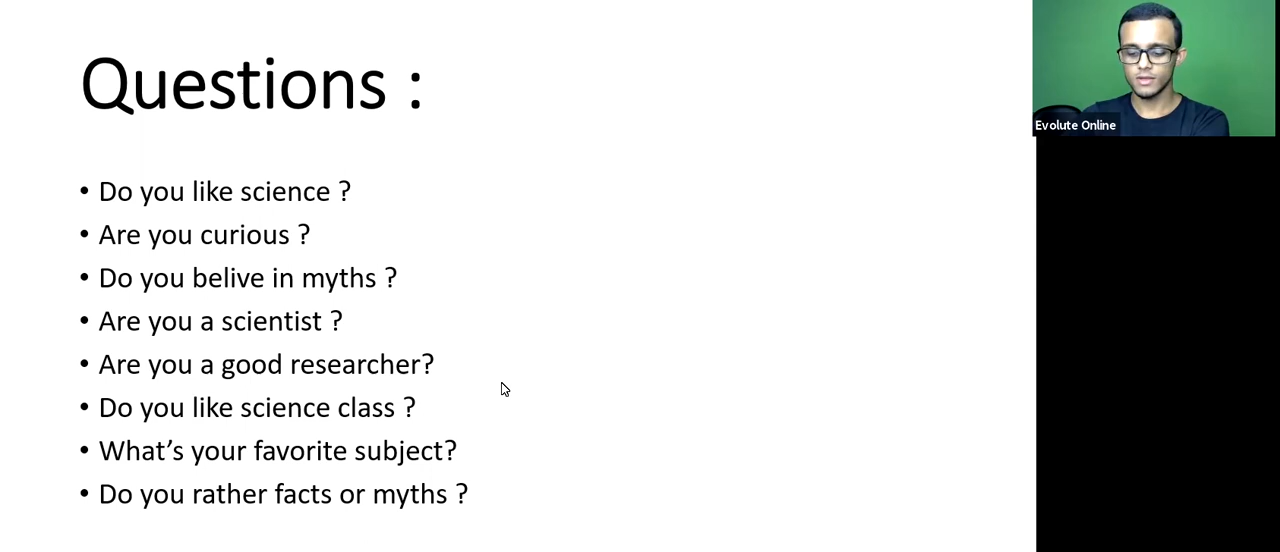 Questions :
Evolute Online
• Do you like science ?
• Are you curious ?
• Do you belive in myths ?
• Are you a scientist ?
• Are you a good researcher?
• Do you like science class ?
• What’s your favorite subject?
• Do you rather facts or myths ?